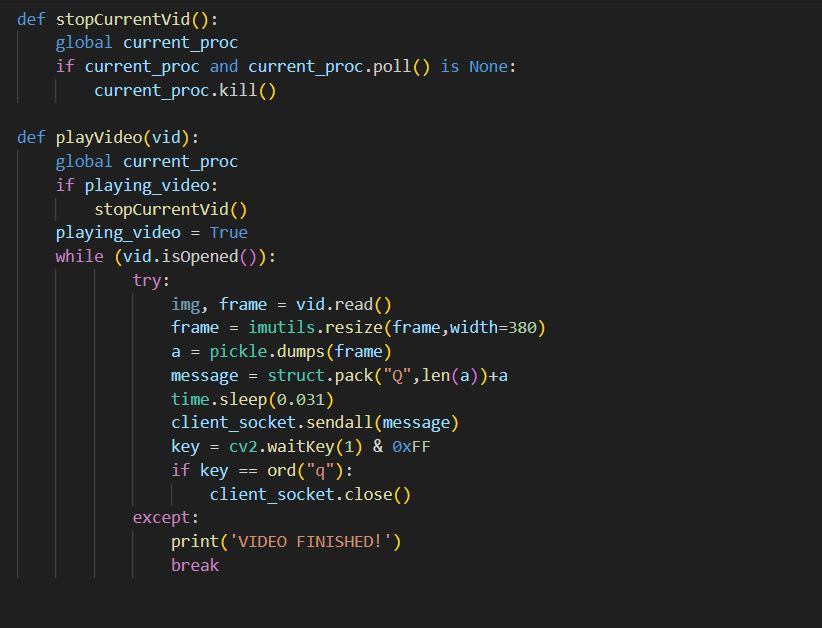 def stopCurrentVid():
    global current_proc
    if current_proc and current_proc.poll() is None:
        current_proc.kill()

def playVideo(vid):
    global current_proc
    if playing_video:
        stopCurrentVid()
    playing_video = True
    while (vid.isOpened()):
            try:
                img, frame = vid.read()
                frame = imutils.resize(frame,width=380)
                a = pickle.dumps(frame)
                message = struct.pack("Q",len(a))+a
                time.sleep(0.031)
                client_socket.sendall(message)
                key = cv2.waitKey(1) & 0xFF
                if key == ord("q"):
                    client_socket.close()
            except:
                print('VIDEO FINISHED!')
                break